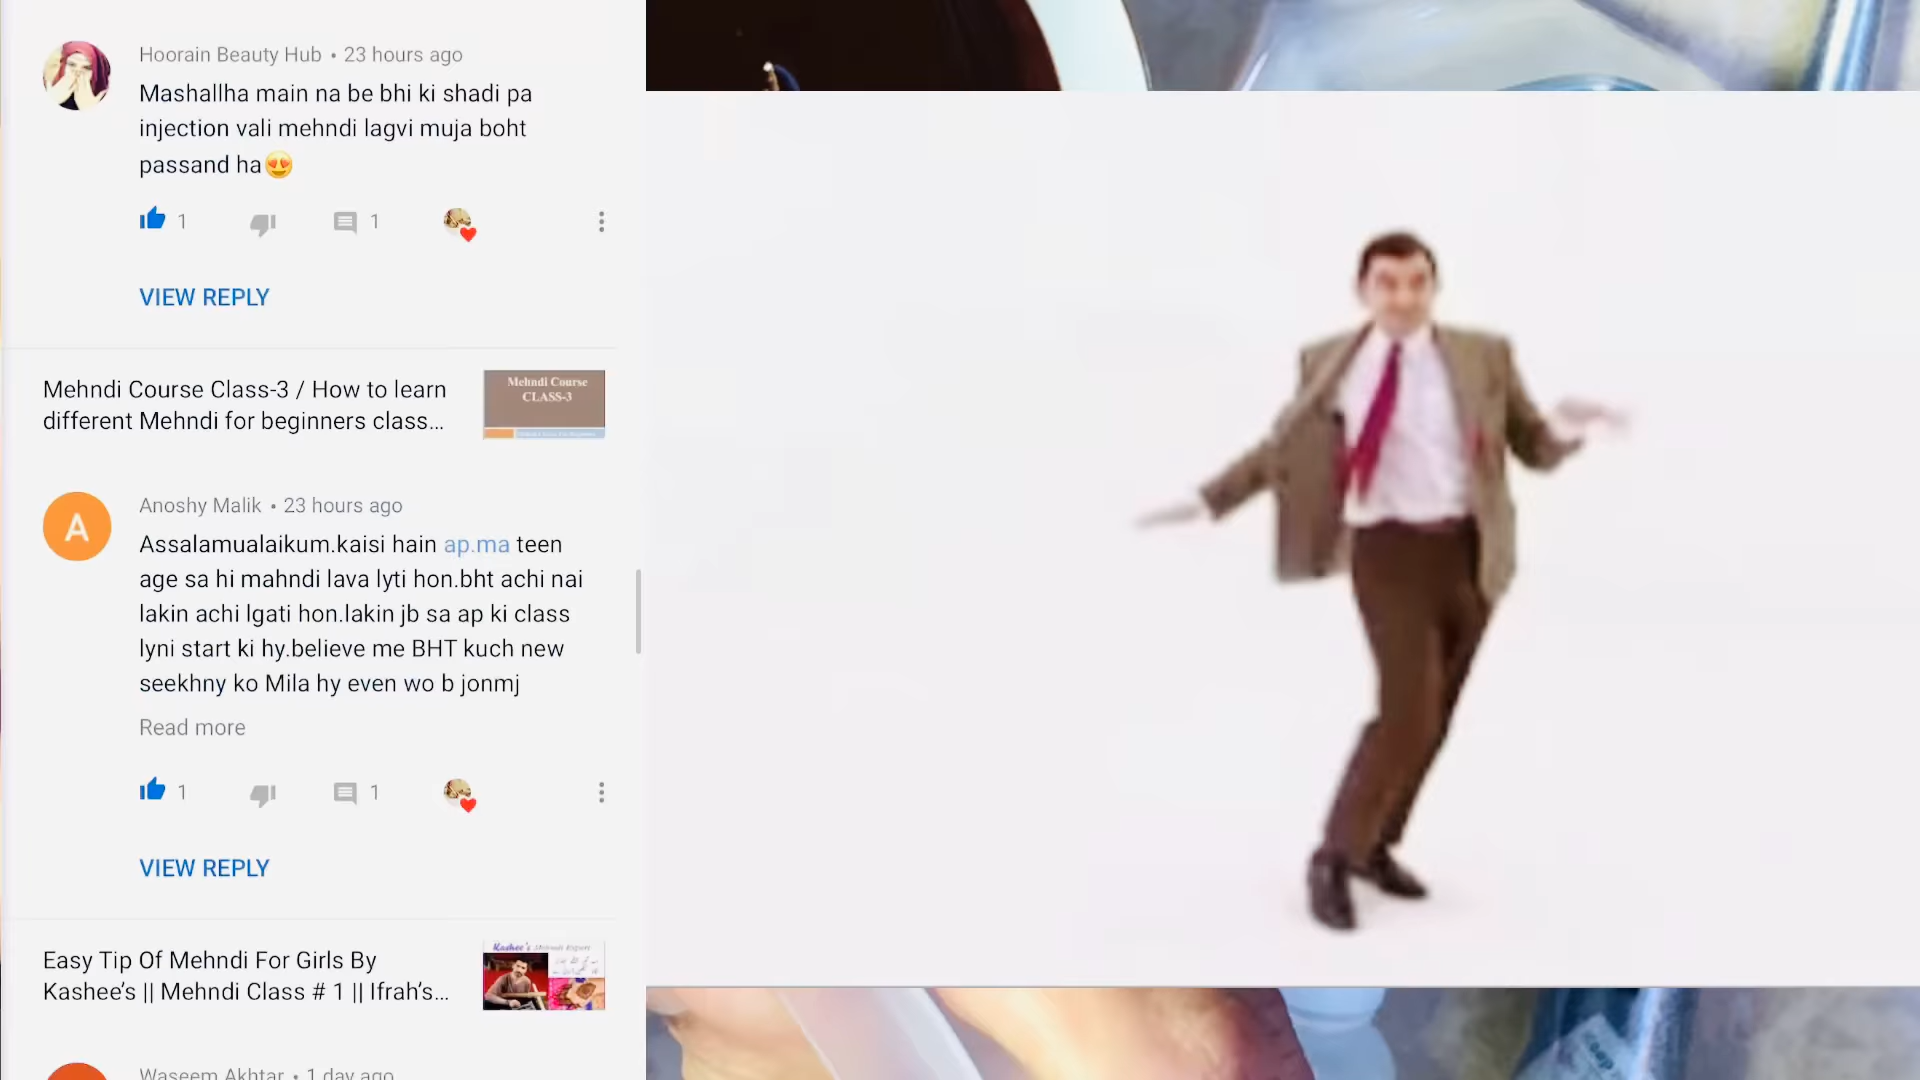 Hoorain Beauty Hub • 23 hours ago
Mashallha main na be bhi ki shadi pa
injection vali mehndi lagvi muja boht
passand ha😍
1
1
VIEW REPLY
Mehndi Course Class-3 / How to learn
different Mehndi for beginners class...
Mehndi Course
CLASS-3
A
Anoshy Malik • 23 hours ago
Assalamualaikum.kaisi hain ap.ma teen
age sa hi mahndi lava lyti hon.bht achi nai
lakin achi lgati hon.lakin jb sa ap ki class
lyni start ki hy.believe me BHT kuch new
seekhny ko Mila hy even wo b jonmj
Read more
1
1
VIEW REPLY
Easy Tip Of Mehndi For Girls By
Kashee’s || Mehndi Class # 1 || Ifrah’s...
Kashee's Mehndi Expert
Waseem Akhtar • 1 day ago